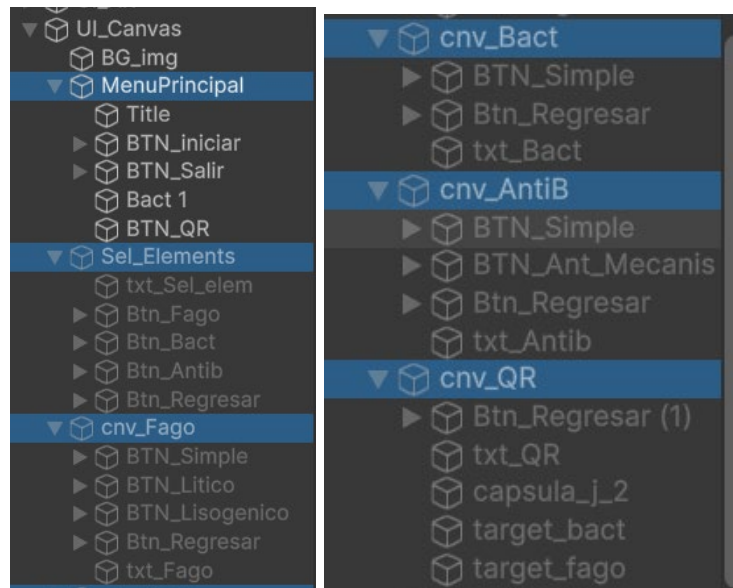 UI_Canvas
BG_img
MenuPrincipal
Title
BTN_iniciar
BTN_Salir
Bact 1
BTN_QR
Sel_Elements
txt_Sel_elem
Btn_Fago
Btn_Bact
Btn_Antib
Btn_Regresar
cnv_Fago
BTN_Simple
BTN_Litico
BTN_Lisogenico
Btn_Regresar
txt_Fago
cnv_Bact
BTN_Simple
Btn_Regresar
txt_Bact
cnv_AntiB
BTN_Simple
BTN_Ant_Mecanis
Btn_Regresar
txt_Antib
cnv_QR
Btn_Regresar (1)
txt_QR
capsula_j_2
target_bact
target_fago